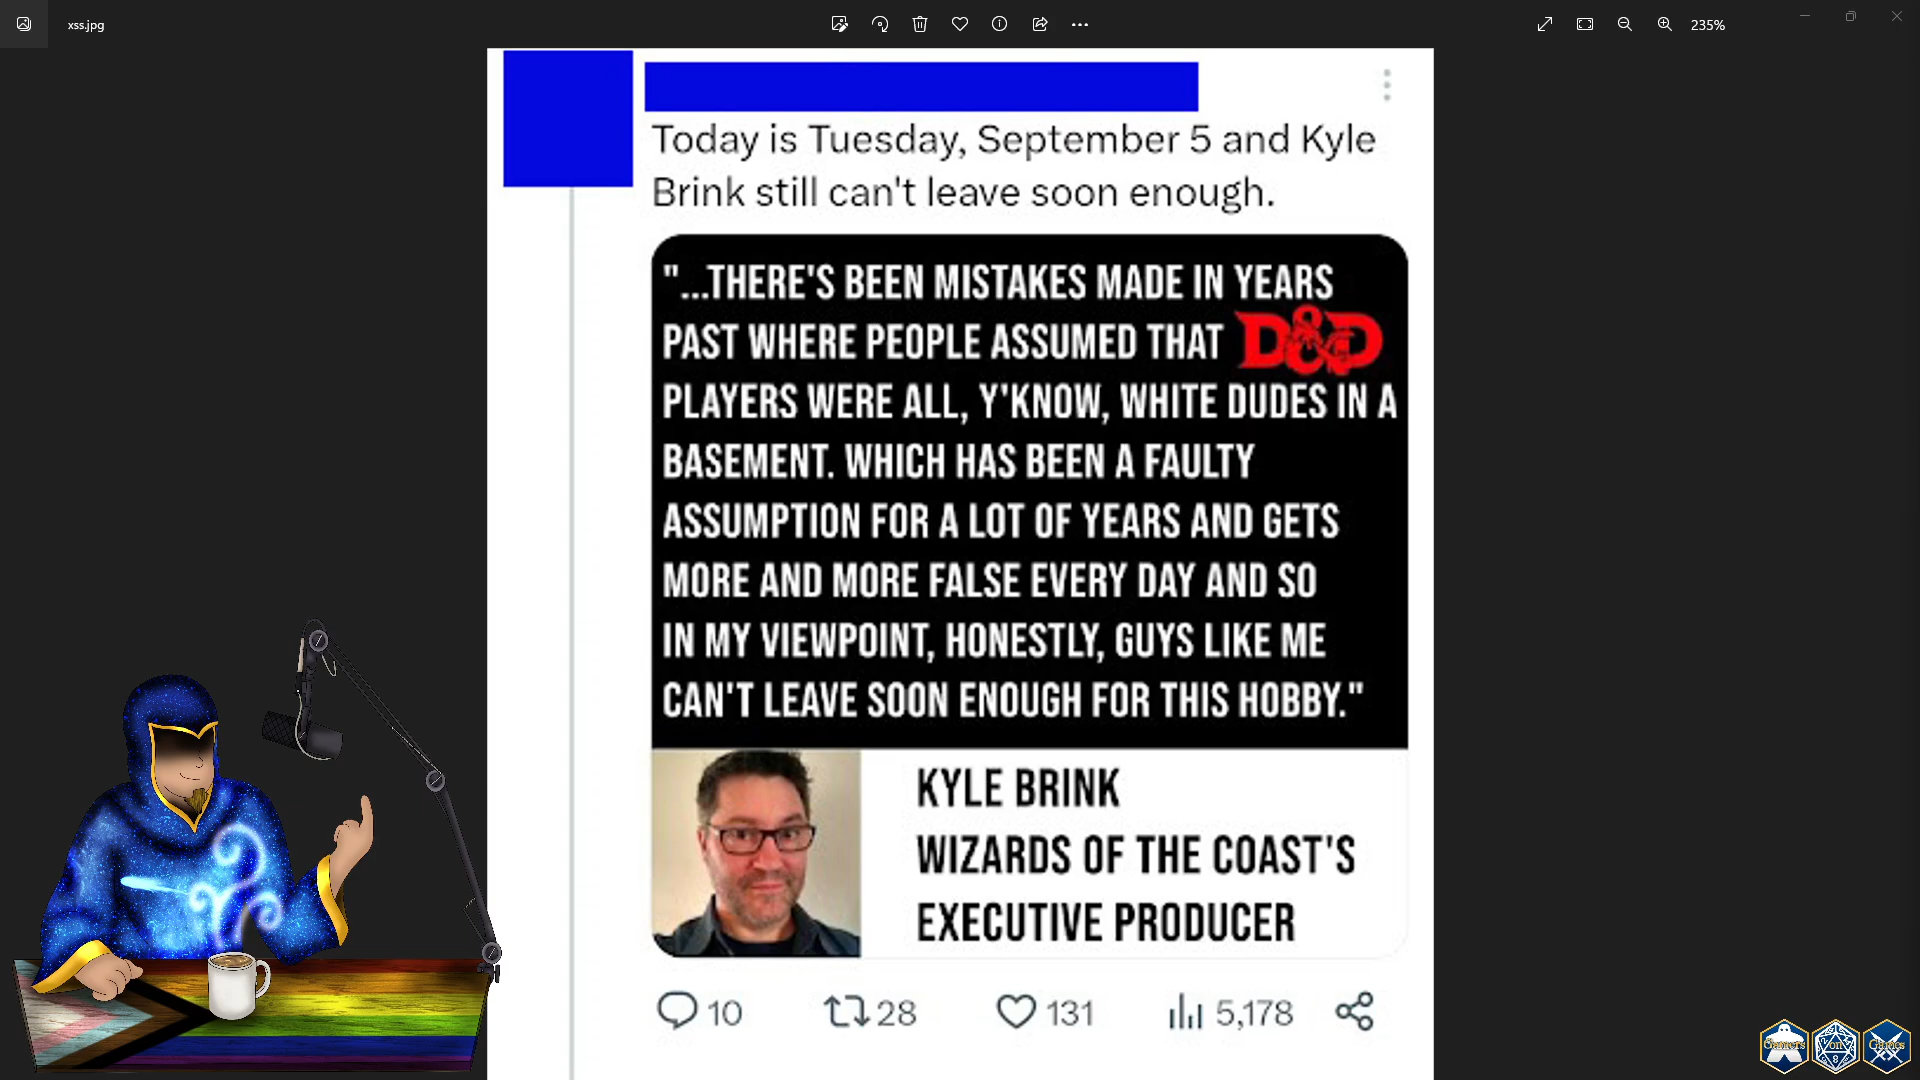 xss.jpg
235%
Today is Tuesday, September 5 and Kyle
Brink still can't leave soon enough.
"...THERE'S BEEN MISTAKES MADE IN YEARS
PAST WHERE PEOPLE ASSUMED THAT D&D
PLAYERS WERE ALL, Y'KNOW, WHITE DUDES IN A
BASEMENT. WHICH HAS BEEN A FAULTY
ASSUMPTION FOR A LOT OF YEARS AND GETS
MORE AND MORE FALSE EVERY DAY AND SO
IN MY VIEWPOINT, HONESTLY, GUYS LIKE ME
CAN'T LEAVE SOON ENOUGH FOR THIS HOBBY."
KYLE BRINK
WIZARDS OF THE COAST'S
EXECUTIVE PRODUCER
10 28 131 5,178
Gamers on Games